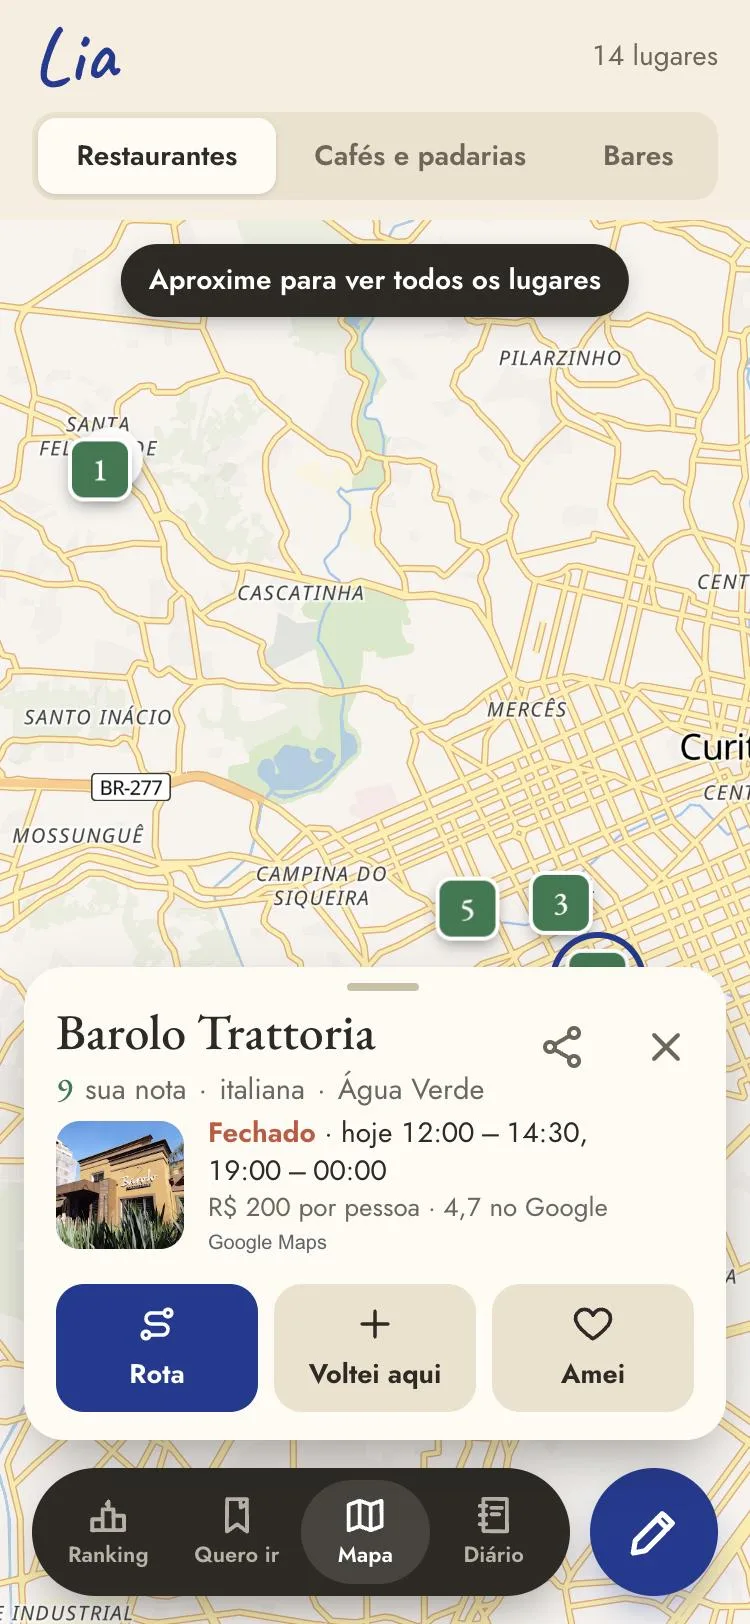 Lia
14 lugares
Restaurantes
Cafés e padarias
Bares
Aproxime para ver todos os lugares
PILARZINHO
SANTA
1
CASCATINHA
CENT
SANTO INÁCIO
MERCÊS
Curit
BR-277
CENT
MOSSUNGUÊ
CAMPINA DO
SIQUEIRA
5
3
Barolo Trattoria
9 sua nota · italiana · Água Verde
Barolo
Fechado · hoje 12:00 – 14:30,
19:00 – 00:00
R$ 200 por pessoa · 4,7 no Google
Google Maps
A
Rota
Voltei aqui
Amei
Ranking
Quero ir
Mapa
Diário
E INDUSTRIAL